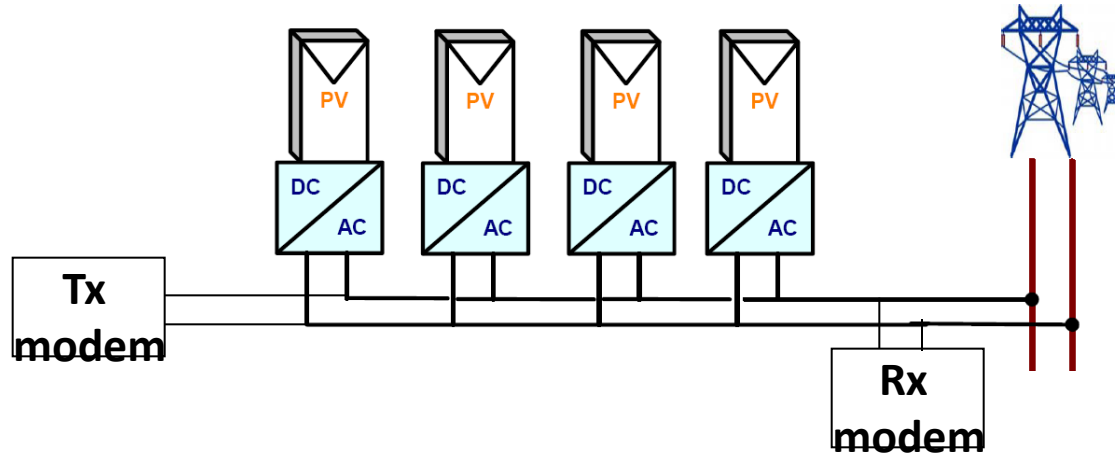 PV PV PV PV
DC DC DC DC
AC AC AC AC
Tx
modem
Rx
modem